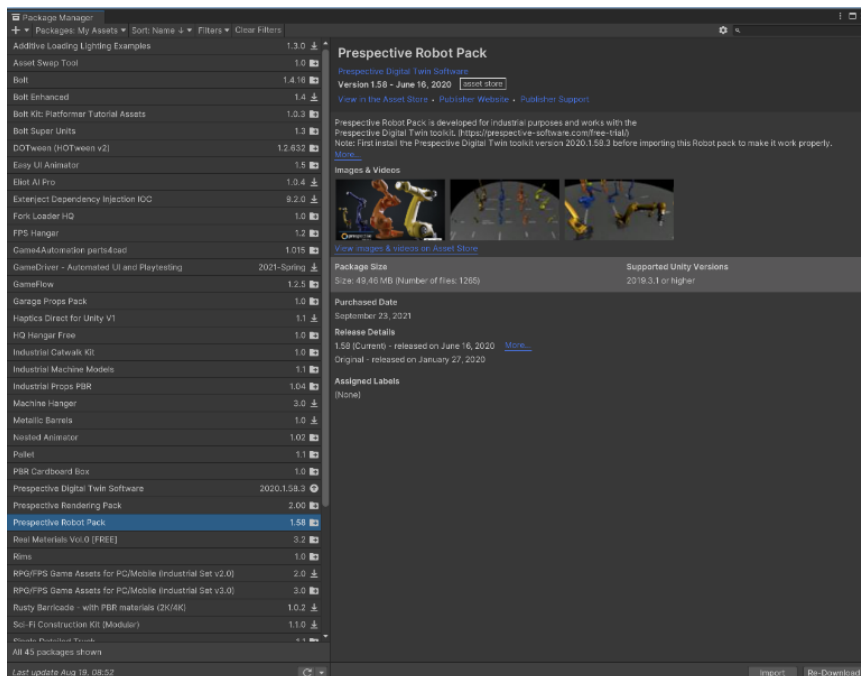 Package Manager
Packages: My Assets Sort: Name ↓ Filters Clear Filters
Additive Loading Lighting Examples 1.3.0
Asset Swap Tool 1.0
Bolt 1.4.16
Bolt Enhanced 1.4
Bolt Kit: Platformer Tutorial Assets 1.0.3
Bolt Super Units 1.3
DOTween (HOTween v2) 1.2.632
Easy UI Animator 1.5
Eliot AI Pro 1.0.4
Extenject Dependency Injection IOC 9.2.0
Fork Loader HQ 1.0
FPS Hanger 1.2
Game4Automation parts4cad 1.015
GameDriver - Automated UI and Playtesting 2021-Spring
GameFlow 1.2.5
Garage Props Pack 1.0
Haptics Direct for Unity V1 1.1
HQ Hangar Free 1.0
Industrial Catwalk Kit 1.0
Industrial Machine Models 1.1
Industrial Props PBR 1.04
Machine Hanger 3.0
Metallic Barrels 1.0
Nested Animator 1.02
Pallet 1.1
PBR Cardboard Box 1.0
Prespective Digital Twin Software 2020.1.58.3
Prespective Rendering Pack 2.00
Prespective Robot Pack 1.58
Real Materials Vol.0 [FREE] 3.2
Rims 1.0
RPG/FPS Game Assets for PC/Mobile (Industrial Set v2.0) 2.0
RPG/FPS Game Assets for PC/Mobile (Industrial Set v3.0) 3.0
Rusty Barricade - with PBR materials (2K/4K) 1.0.2
Sci-Fi Construction Kit (Modular) 1.1.0
Single Detailed Truck 1.1
All 45 packages shown
Last update Aug 19, 08:52
Prespective Robot Pack
Prespective Digital Twin Software
Version 1.58 - June 16, 2020 asset store
View in the Asset Store • Publisher Website • Publisher Support
Prespective Robot Pack is developed for industrial purposes and works with the
Prespective Digital Twin toolkit. (https://prespective-software.com/free-trial/)
Note: First install the Prespective Digital Twin toolkit version 2020.1.58.3 before importing this Robot pack to make it work properly.
More...
Images & Videos
View images & videos on Asset Store
Package Size Supported Unity Versions
Size: 49,46 MB (Number of files: 1265) 2019.3.1 or higher
Purchased Date
September 23, 2021
Release Details
1.58 (Current) - released on June 16, 2020 More...
Original - released on January 27, 2020
Assigned Labels
(None)
Import Re-Download